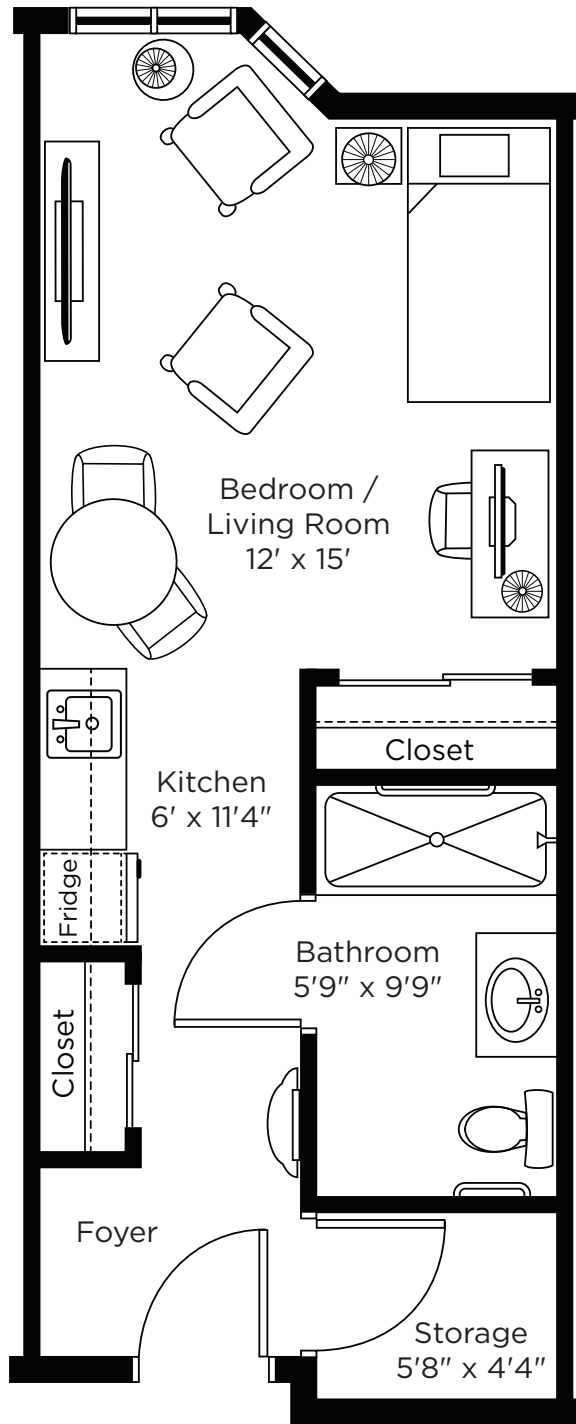 Bedroom /
Living Room
12' x 15'
Closet
Kitchen
6' x 11'4"
Fridge
Bathroom
5'9" x 9'9"
Closet
Foyer
Storage
5'8" x 4'4"